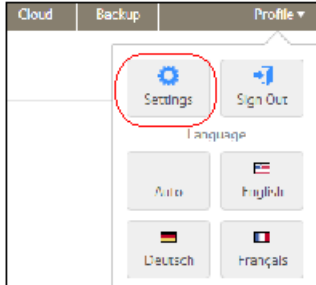 Cloud Backup Profile ▾
Settings Sign Out
Language
Auto English
Deutsch Français